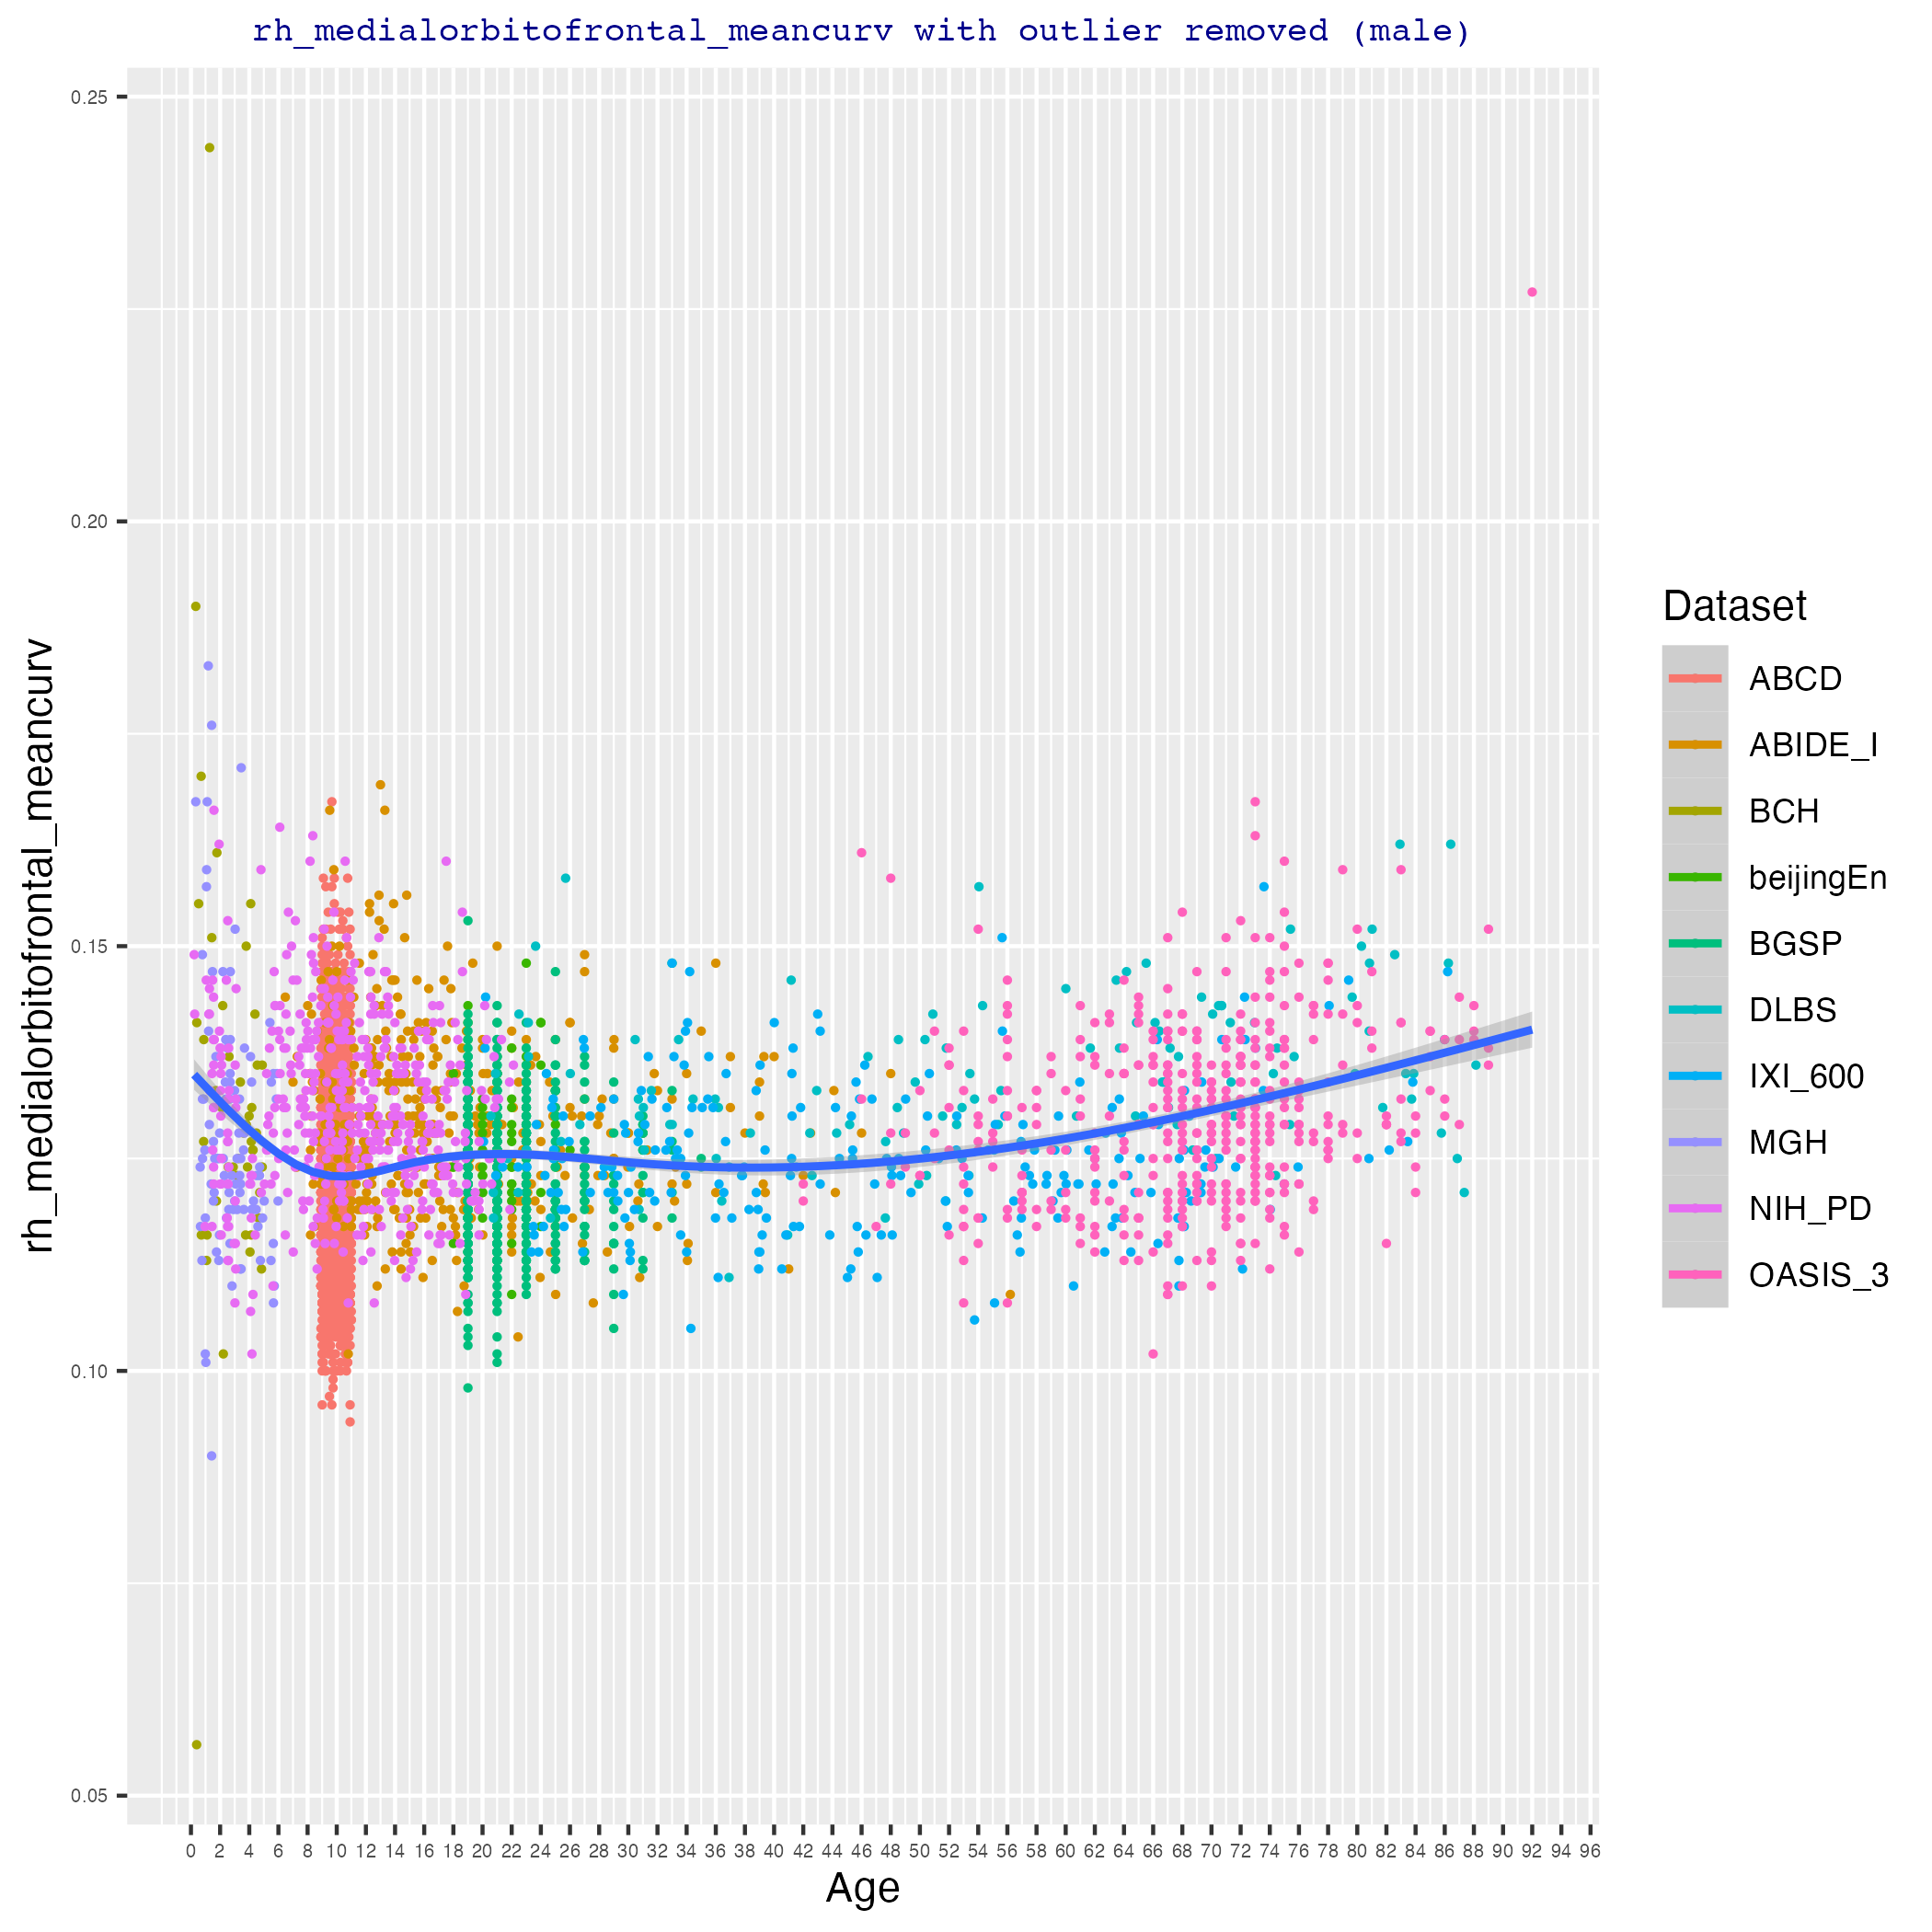 rh_medialorbitofrontal_meancurv with outlier removed (male)
rh_medialorbitofrontal_meancurv
0.25
0.20
0.15
0.10
0.05
0 2 4 6 8 10 12 14 16 18 20 22 24 26 28 30 32 34 36 38 40 42 44 46 48 50 52 54 56 58 60 62 64 66 68 70 72 74 76 78 80 82 84 86 88 90 92 94 96
Age
Dataset
ABCD
ABIDE_I
BCH
beijingEn
BGSP
DLBS
IXI_600
MGH
NIH_PD
OASIS_3